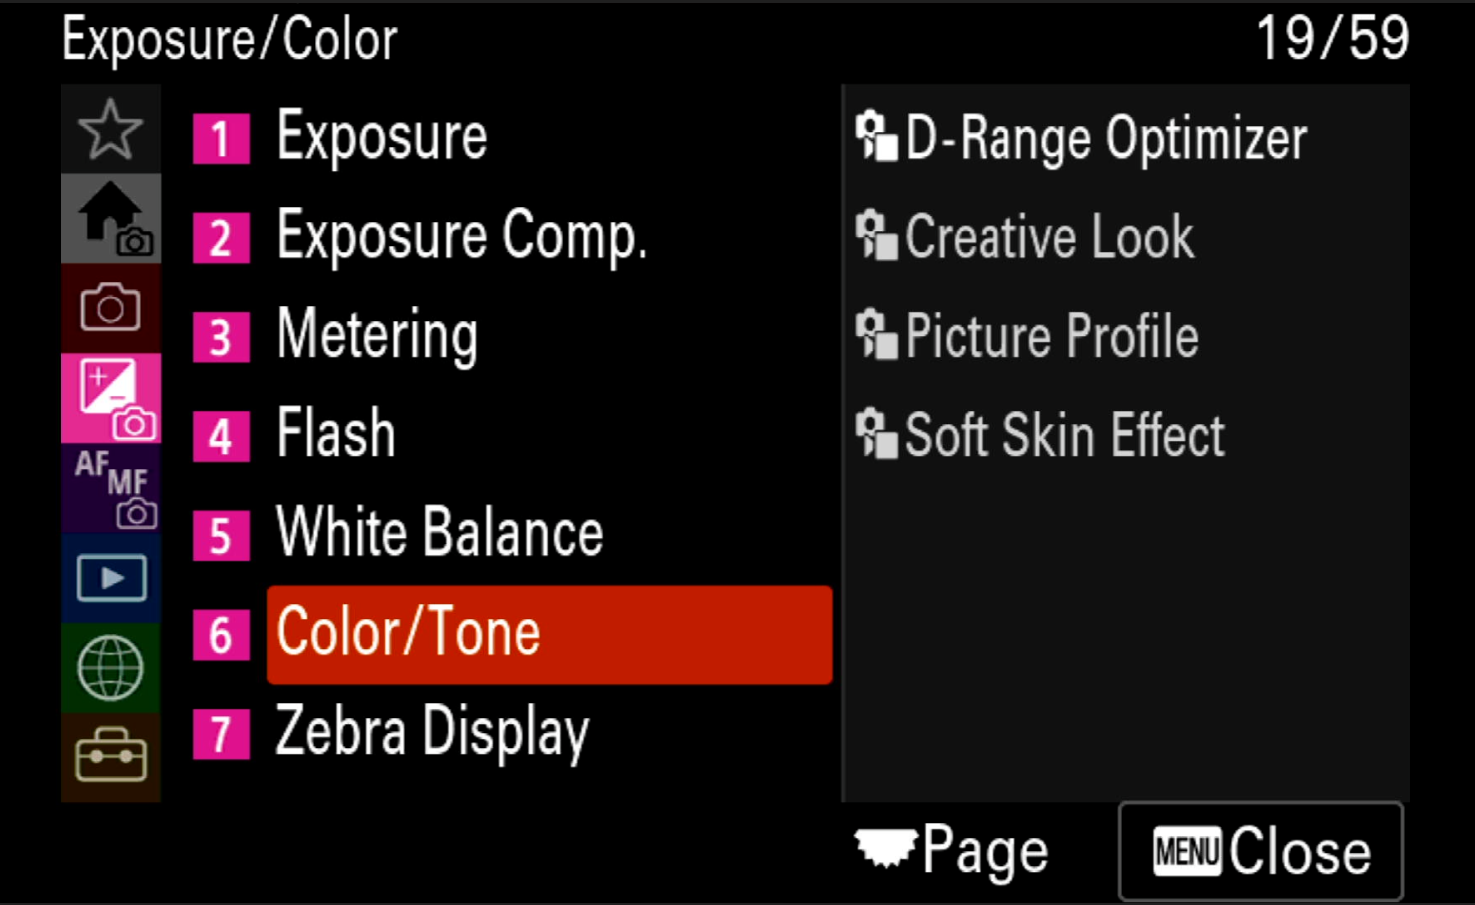 Exposure/Color 19/59
1 Exposure
2 Exposure Comp.
3 Metering
4 Flash
5 White Balance
6 Color/Tone
7 Zebra Display
D-Range Optimizer
Creative Look
Picture Profile
Soft Skin Effect
AF MF
Page MENU Close